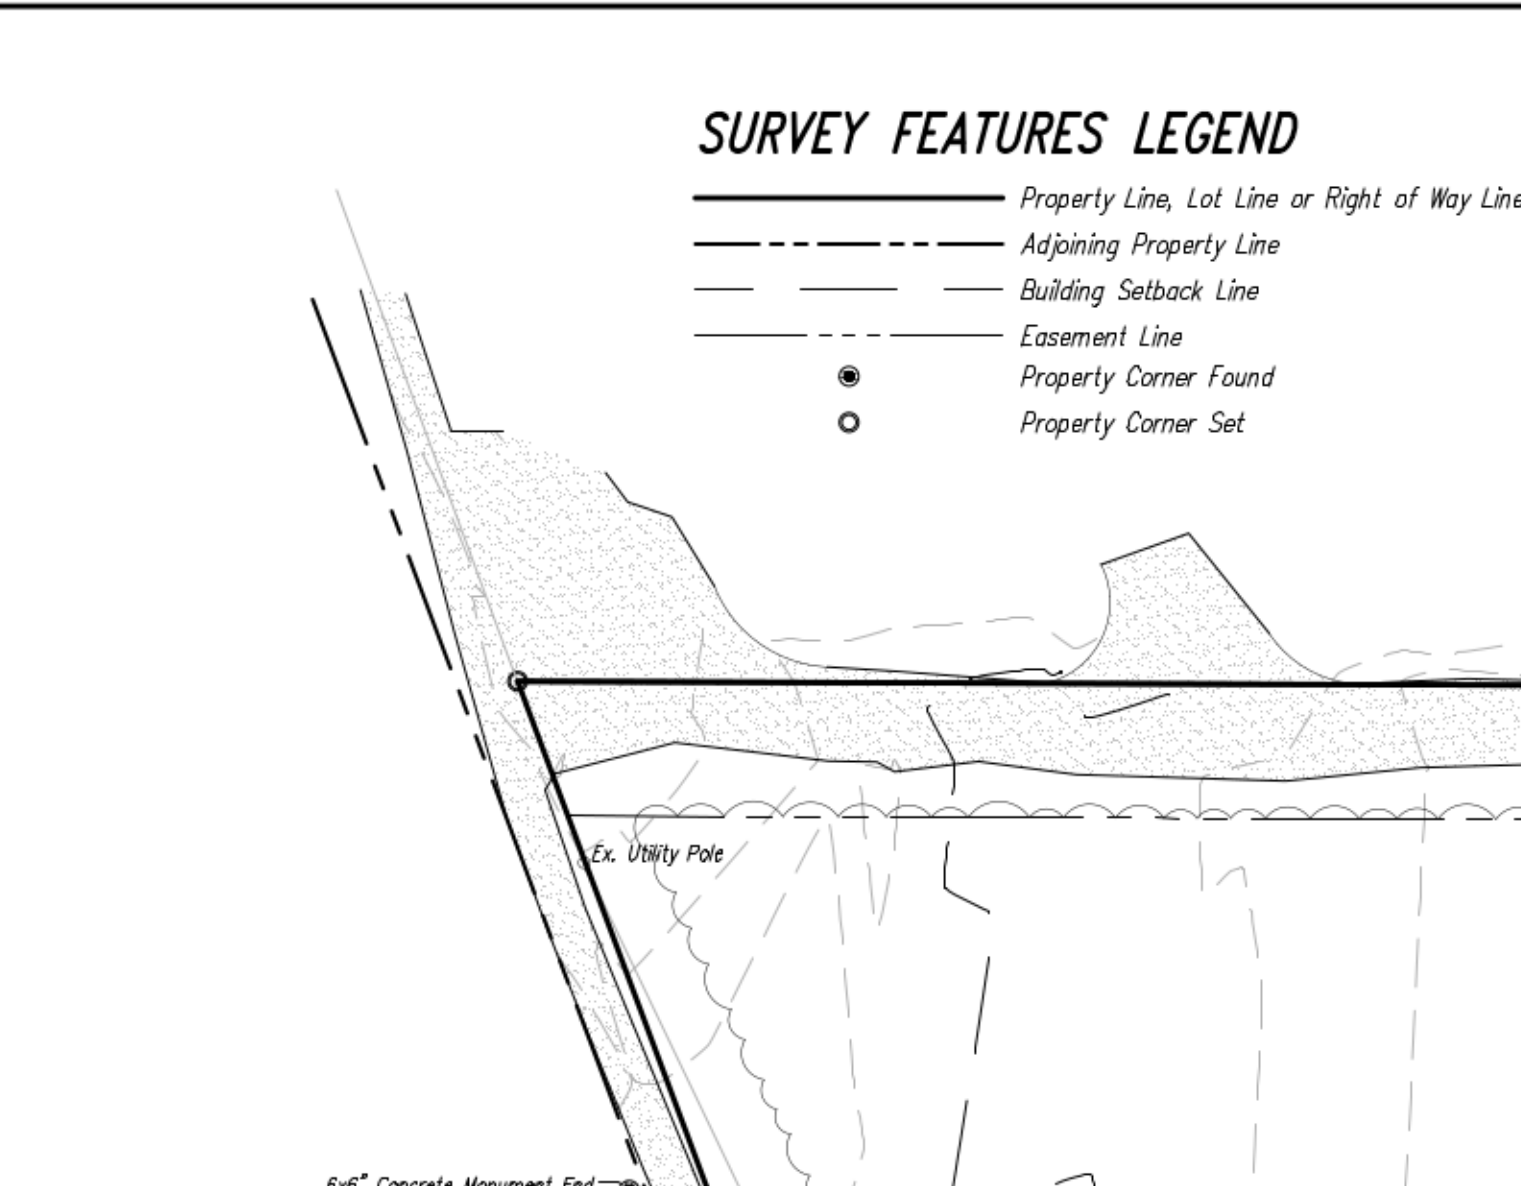 SURVEY FEATURES LEGEND
Property Line, Lot Line or Right of Way Line
Adjoining Property Line
Building Setback Line
Easement Line
Property Corner Found
Property Corner Set
Ex. Utility Pole
6x6" Concrete Monument Fnd